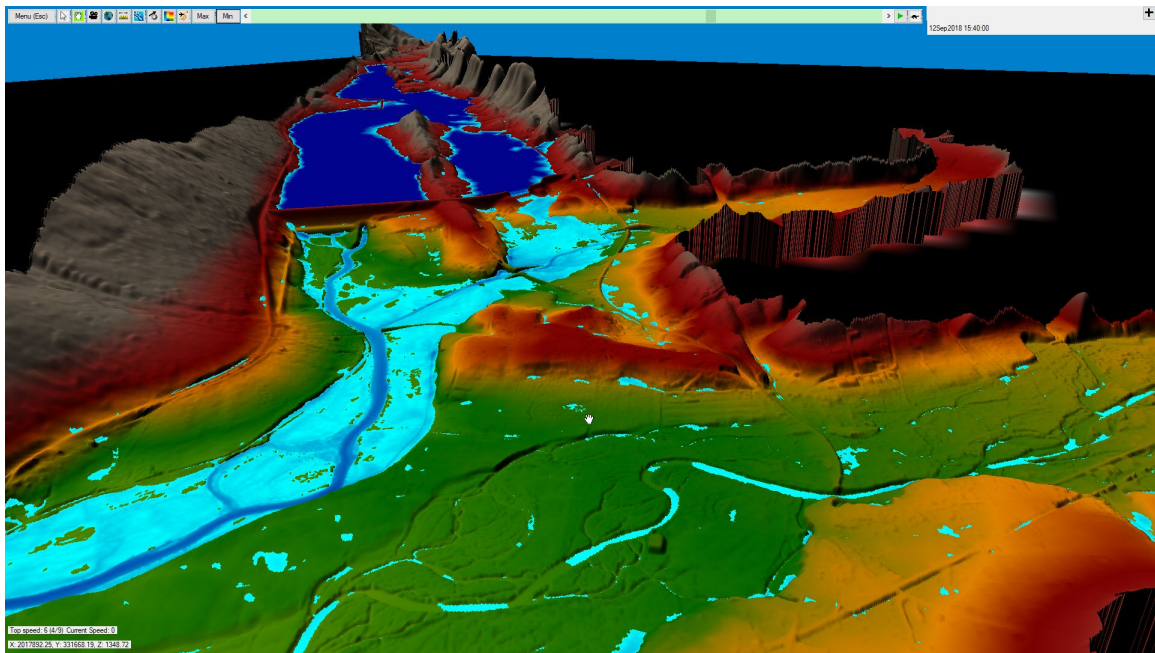 Menu (Esc)
Max
Min
12Sep2018 15:40:00
Top speed: 6 (4/9) Current Speed: 0
X: 2017892.25, Y: 331668.19, Z: 1348.72